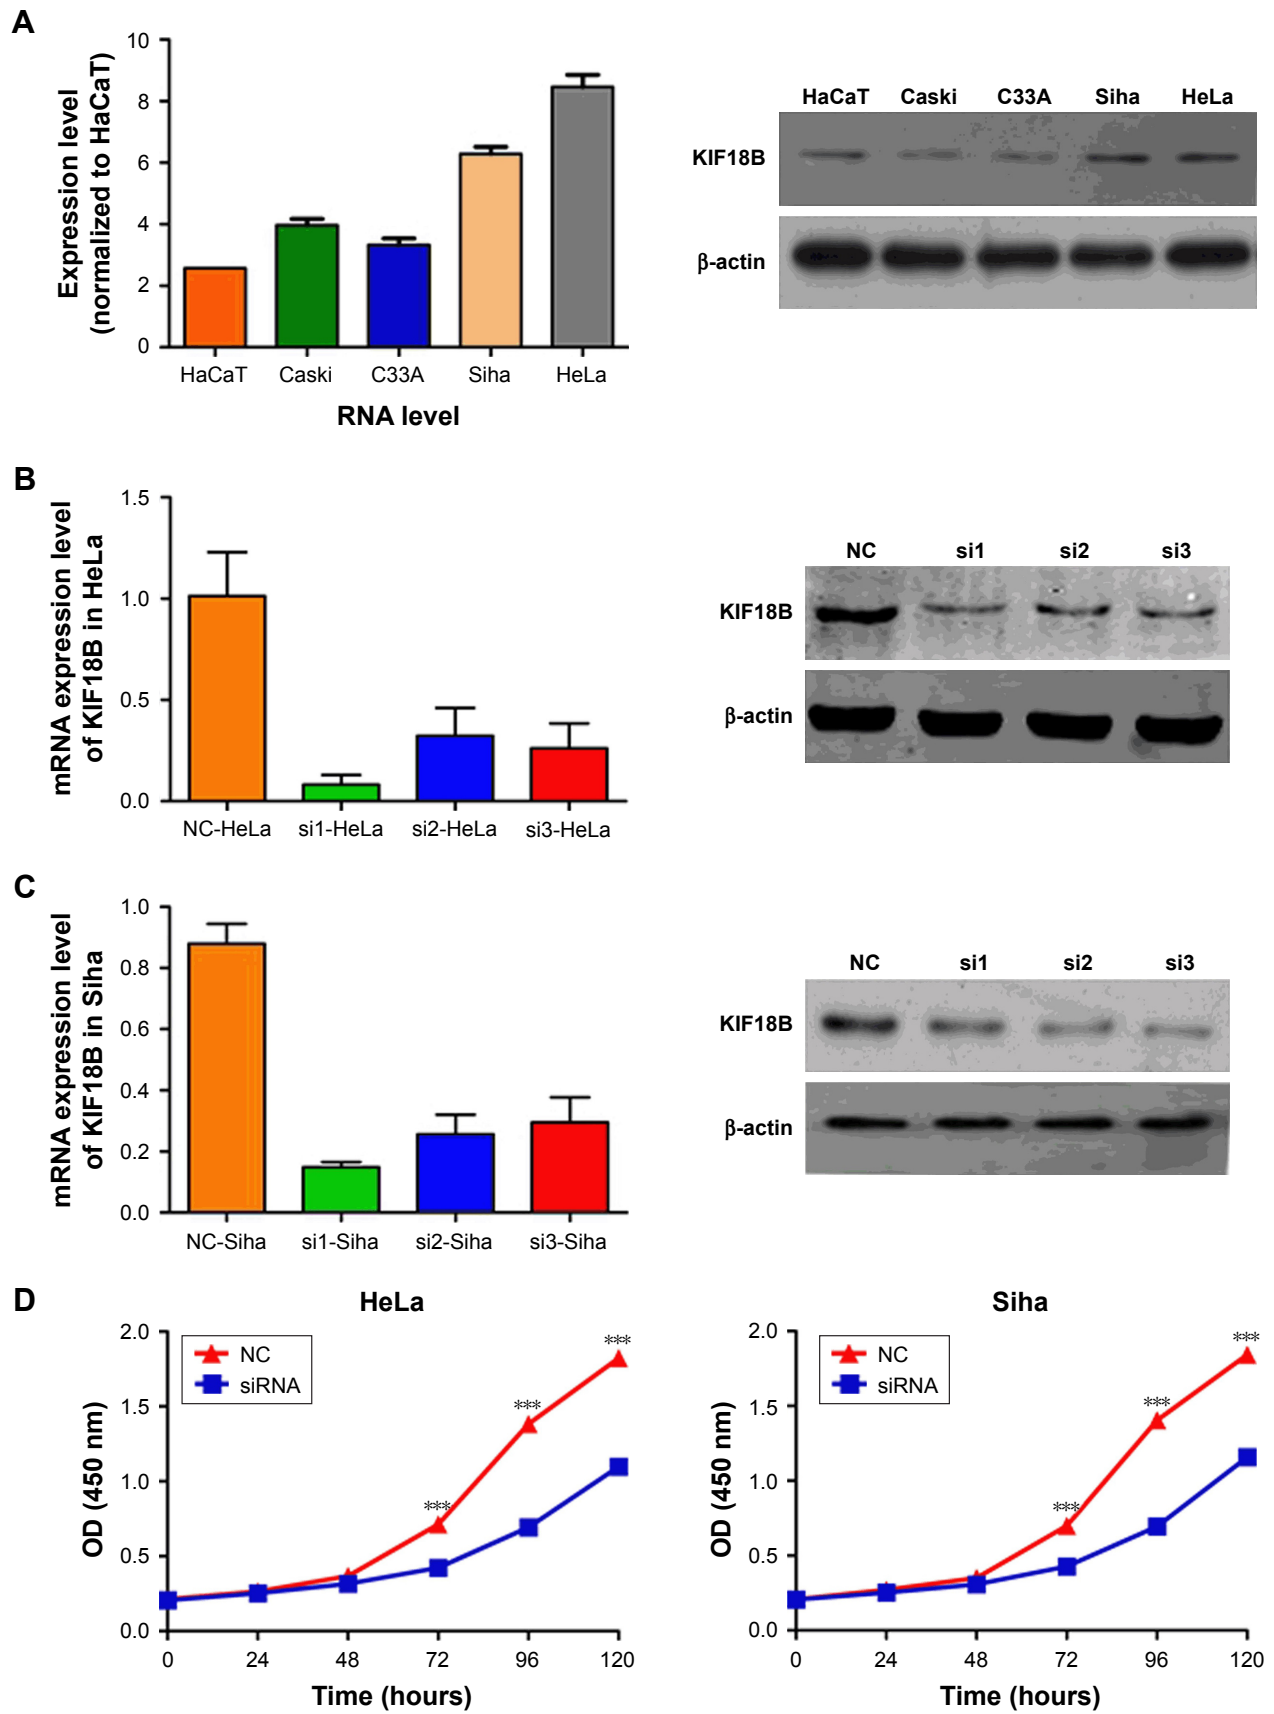 A
Expression level
(normalized to HaCaT)
10
8
6
4
2
0
HaCaT Caski C33A Siha HeLa
RNA level
HaCaT Caski C33A Siha HeLa
KIF18B
β-actin
B
mRNA expression level
of KIF18B in HeLa
1.5
1.0
0.5
0.0
NC-HeLa si1-HeLa si2-HeLa si3-HeLa
NC si1 si2 si3
KIF18B
β-actin
C
mRNA expression level
of KIF18B in Siha
1.0
0.8
0.6
0.4
0.2
0.0
NC-Siha si1-Siha si2-Siha si3-Siha
NC si1 si2 si3
KIF18B
β-actin
D
HeLa
OD (450 nm)
2.0
1.5
1.0
0.5
0.0
NC
siRNA
***
***
***
0 24 48 72 96 120
Time (hours)
Siha
OD (450 nm)
2.0
1.5
1.0
0.5
0.0
NC
siRNA
***
***
***
0 24 48 72 96 120
Time (hours)